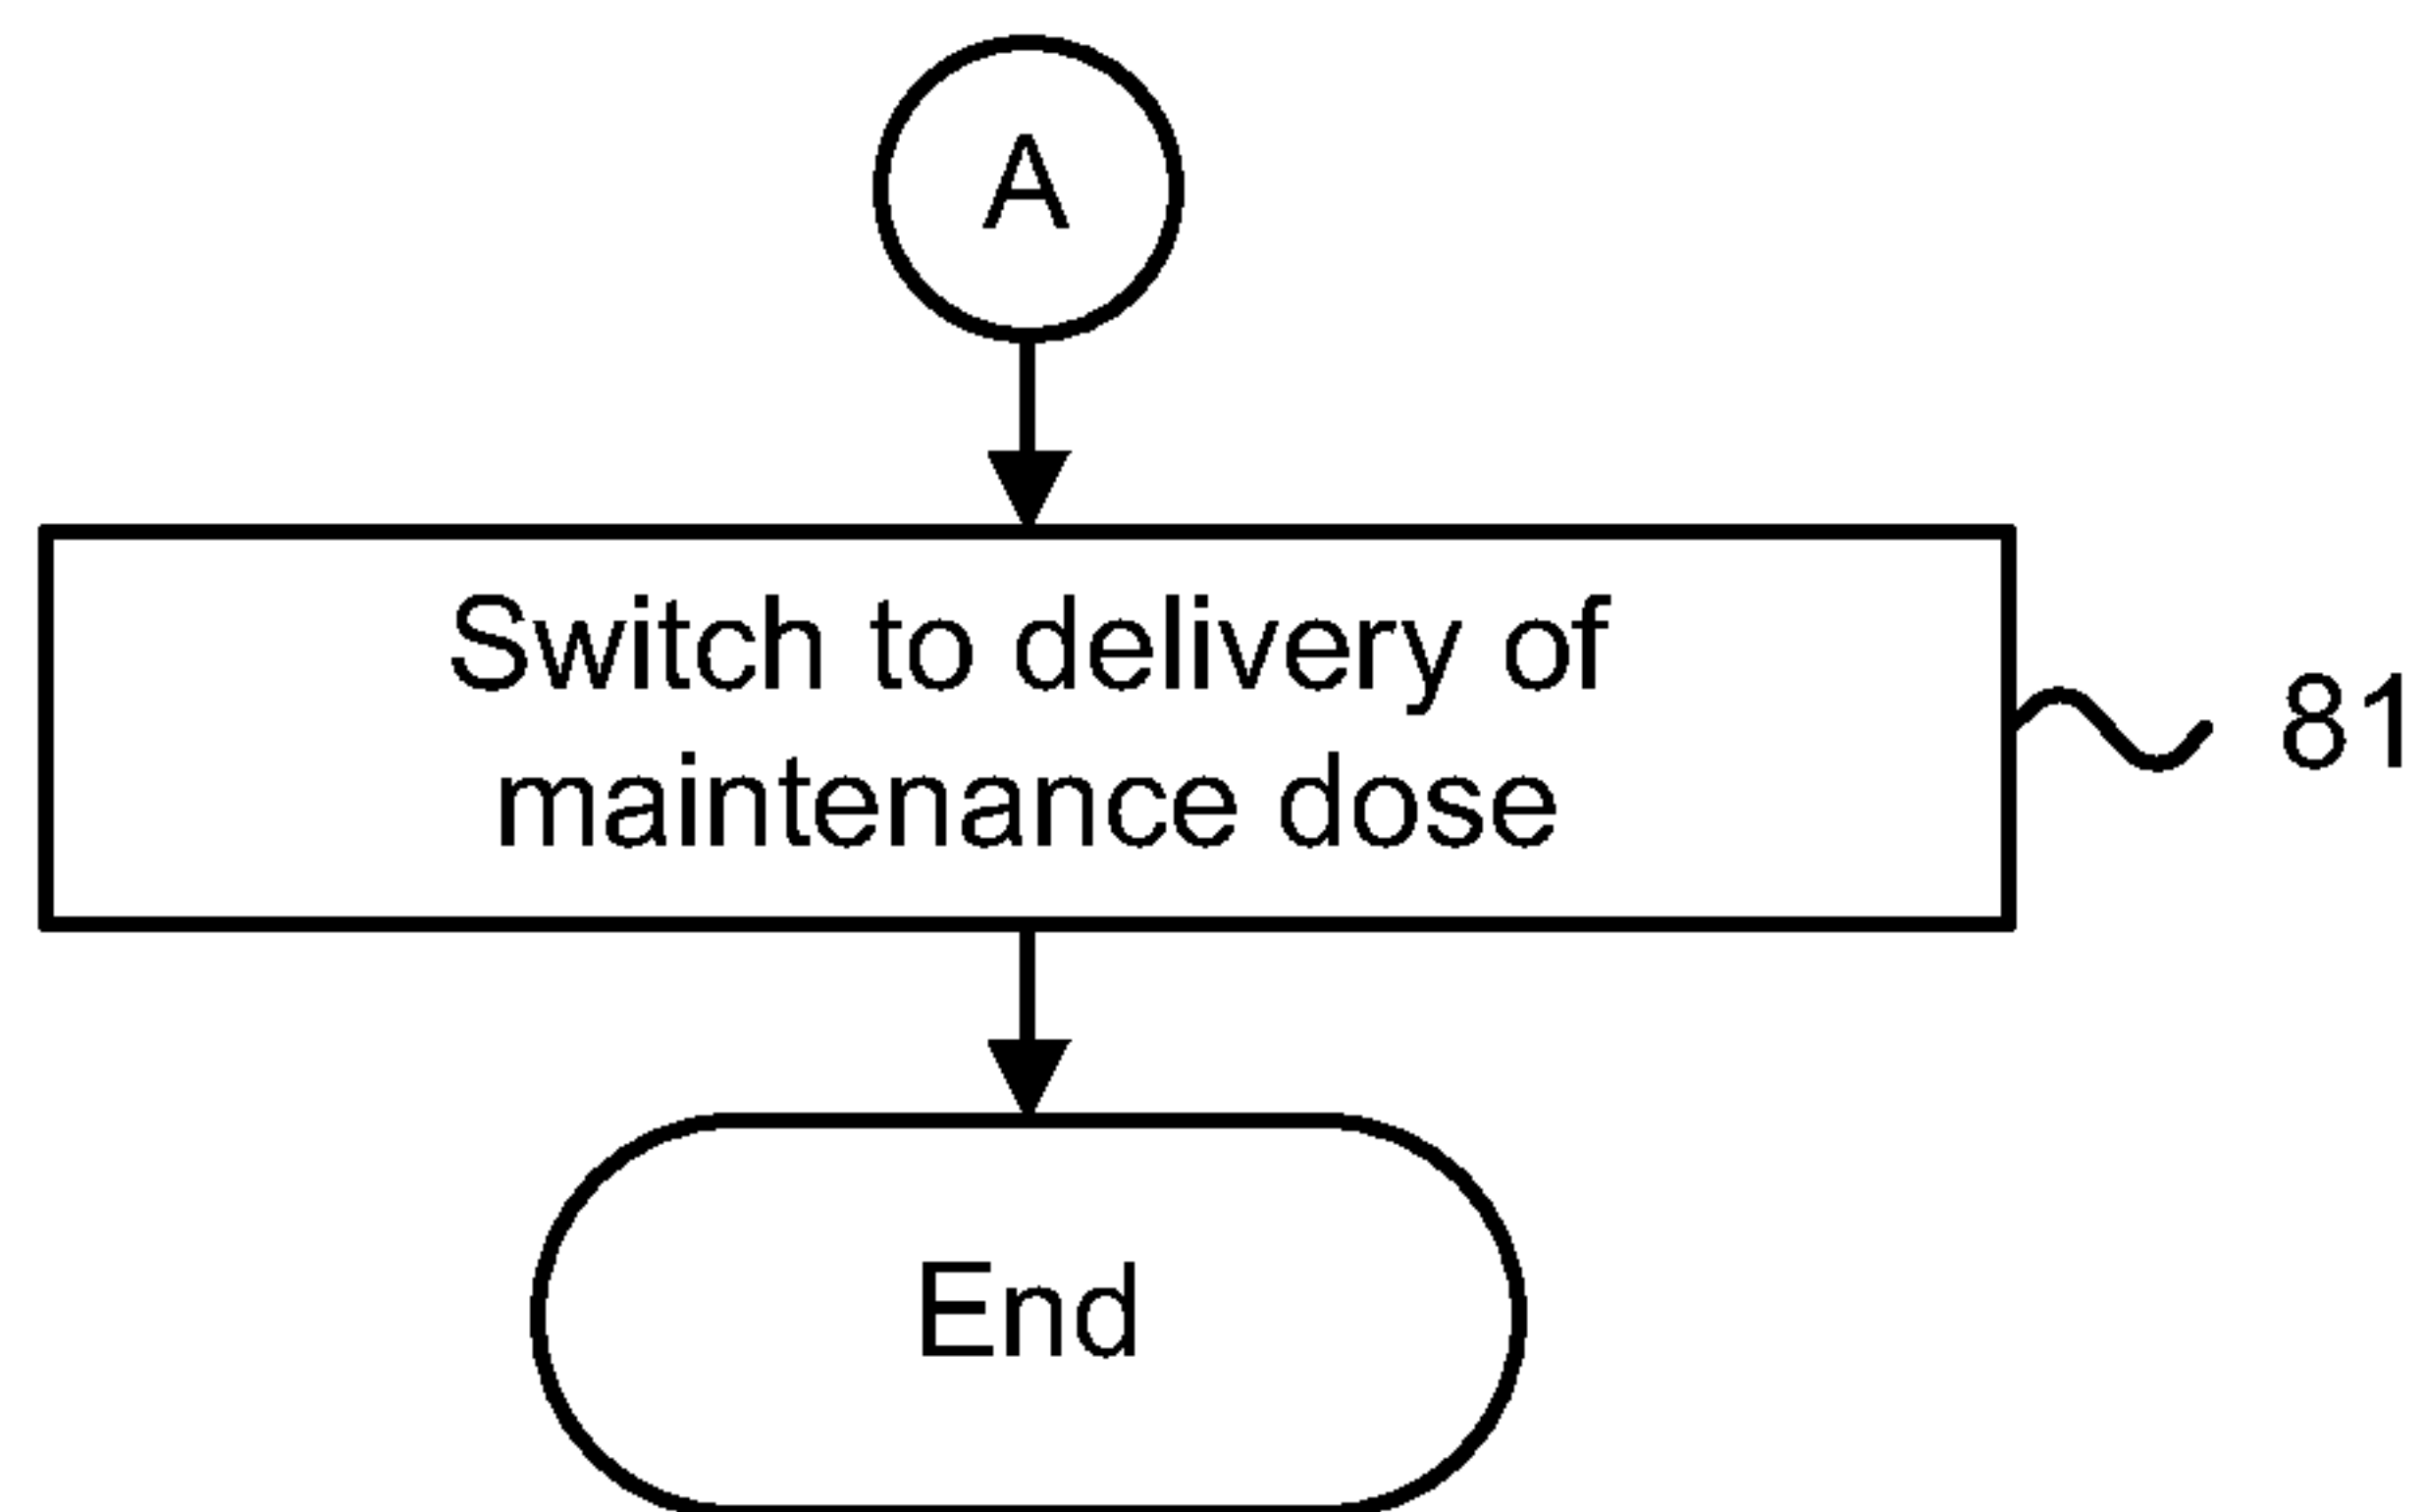 A
Switch to delivery of
maintenance dose
81
End